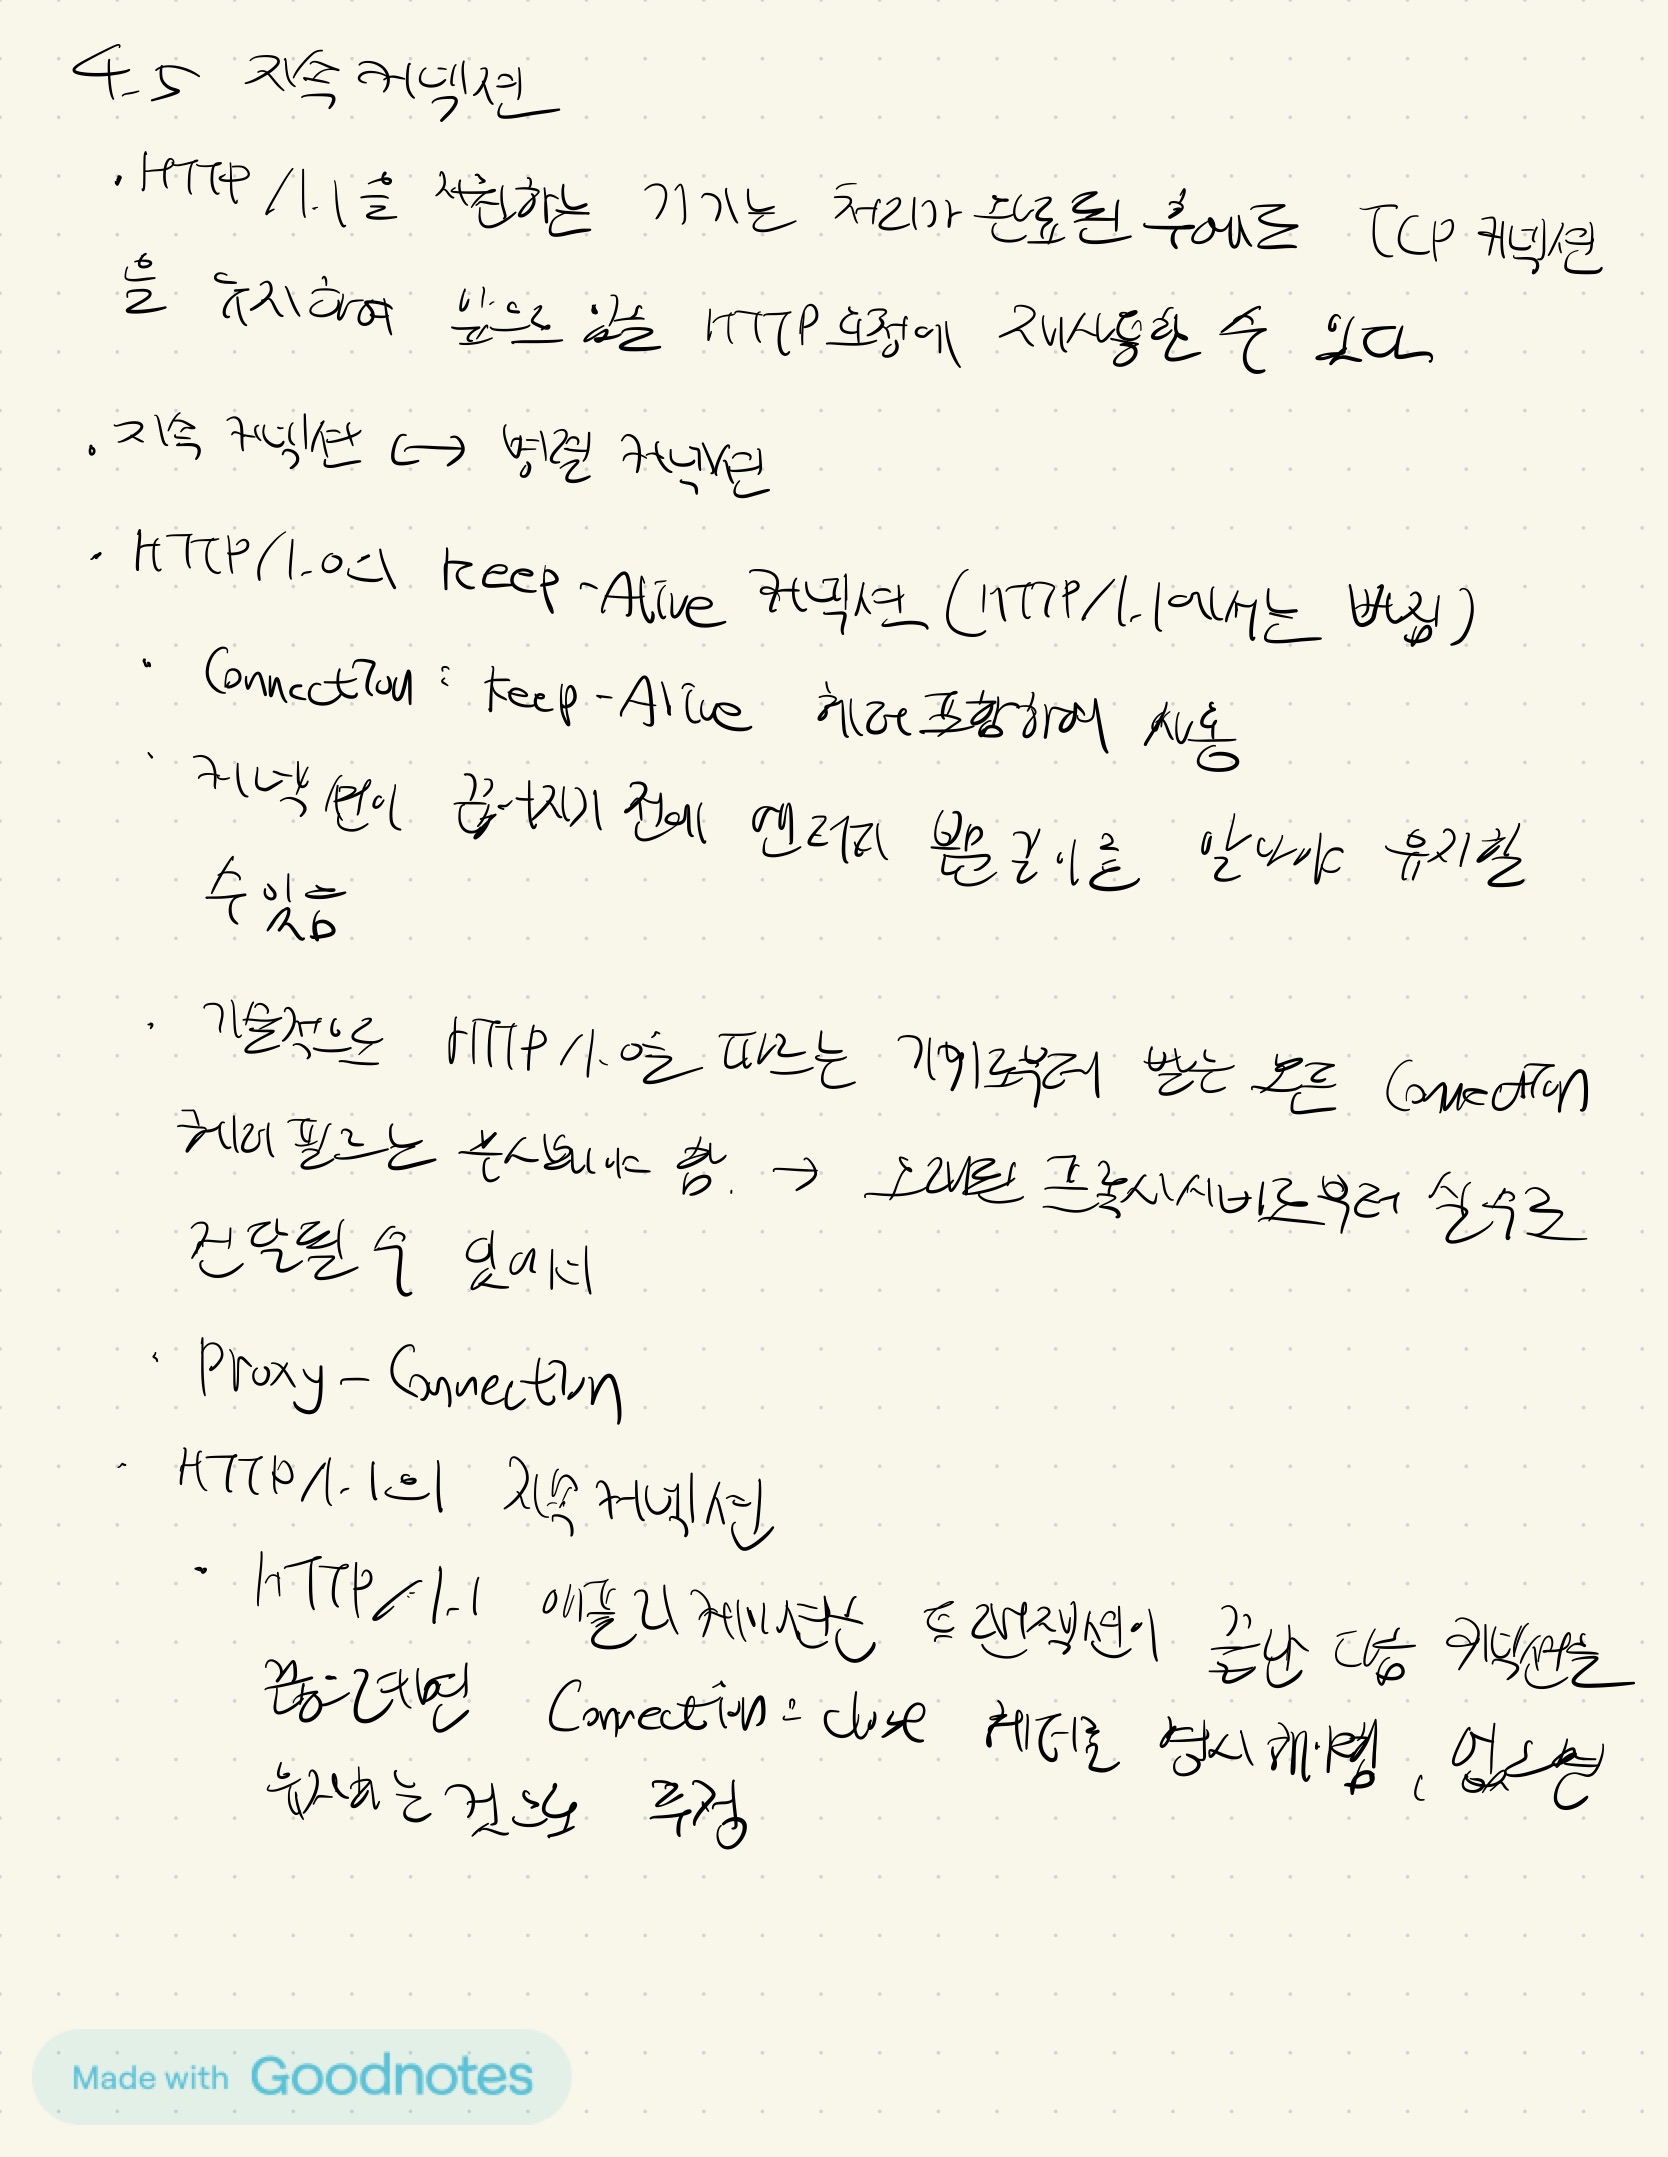 4.5 지속 커넥션
· HTTP/1.1을 지원하는 기기는 처리가 완료된 후에도 TCP 커넥션
을 유지하여 앞으로 있을 HTTP 요청에 재사용할 수 있다
· 지속 커넥션 ↔ 병렬 커넥션
· HTTP/1.0의 Keep-Alive 커넥션 (HTTP/1.1에서는 빠짐)
· Connection: Keep-Alive 헤더 포함하여 사용
· 커넥션이 끊어지기 전에 엔터티 본문 길이를 알아야 유지할
수 있음
· 기술적으로 HTTP/1.0을 따르는 기기로부터 받는 모든 Connection
헤더 필드는 무시돼야 함. → 오래된 프록시서버로부터 실수로
전달될 수 있어서
· Proxy-Connection
· HTTP/1.1의 지속 커넥션
· HTTP/1.1 애플리케이션은 트랜잭션이 끝난 다음 커넥션을
끊으려면 Connection: close 헤더를 명시해야함, 없으면
유지되는 것으로 추정
Made with Goodnotes